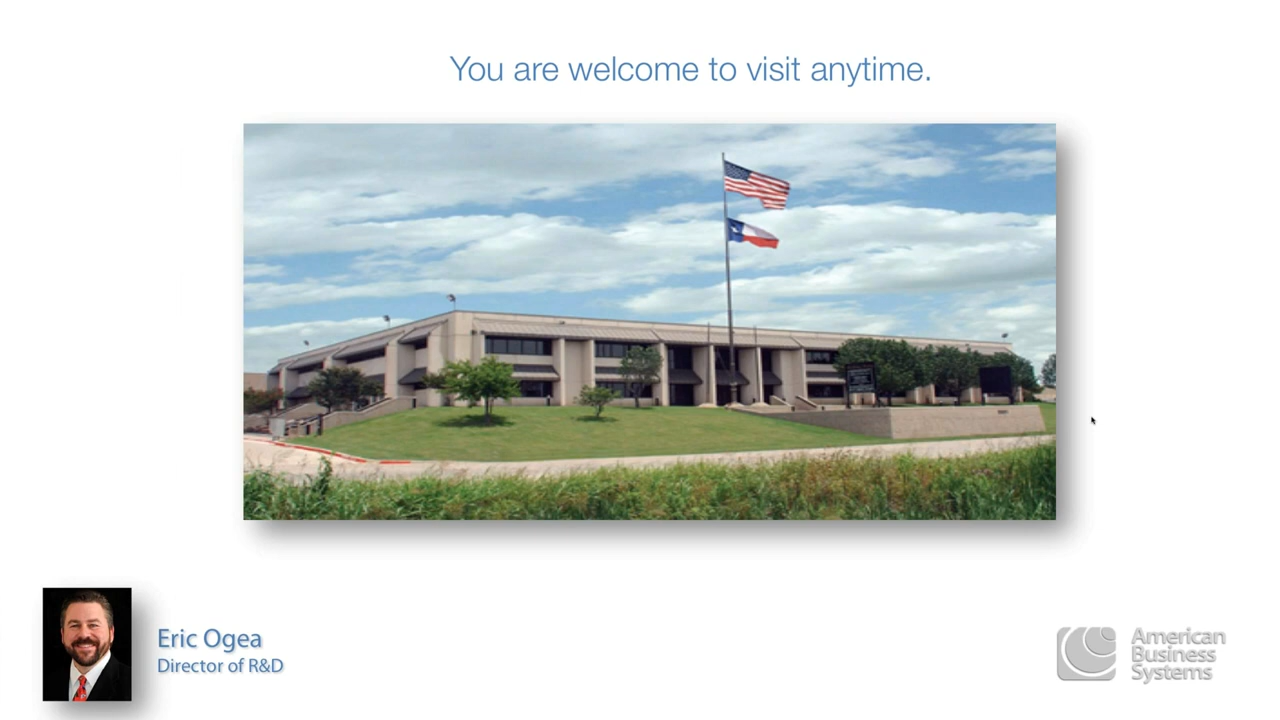 You are welcome to visit anytime.
Eric Ogea
Director of R&D
American
Business
Systems